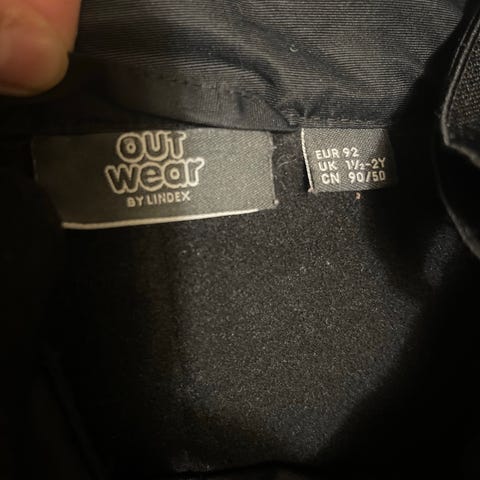 OUT
wear
BY LINDEX
EUR 92
UK 1½-2Y
CN 90/50